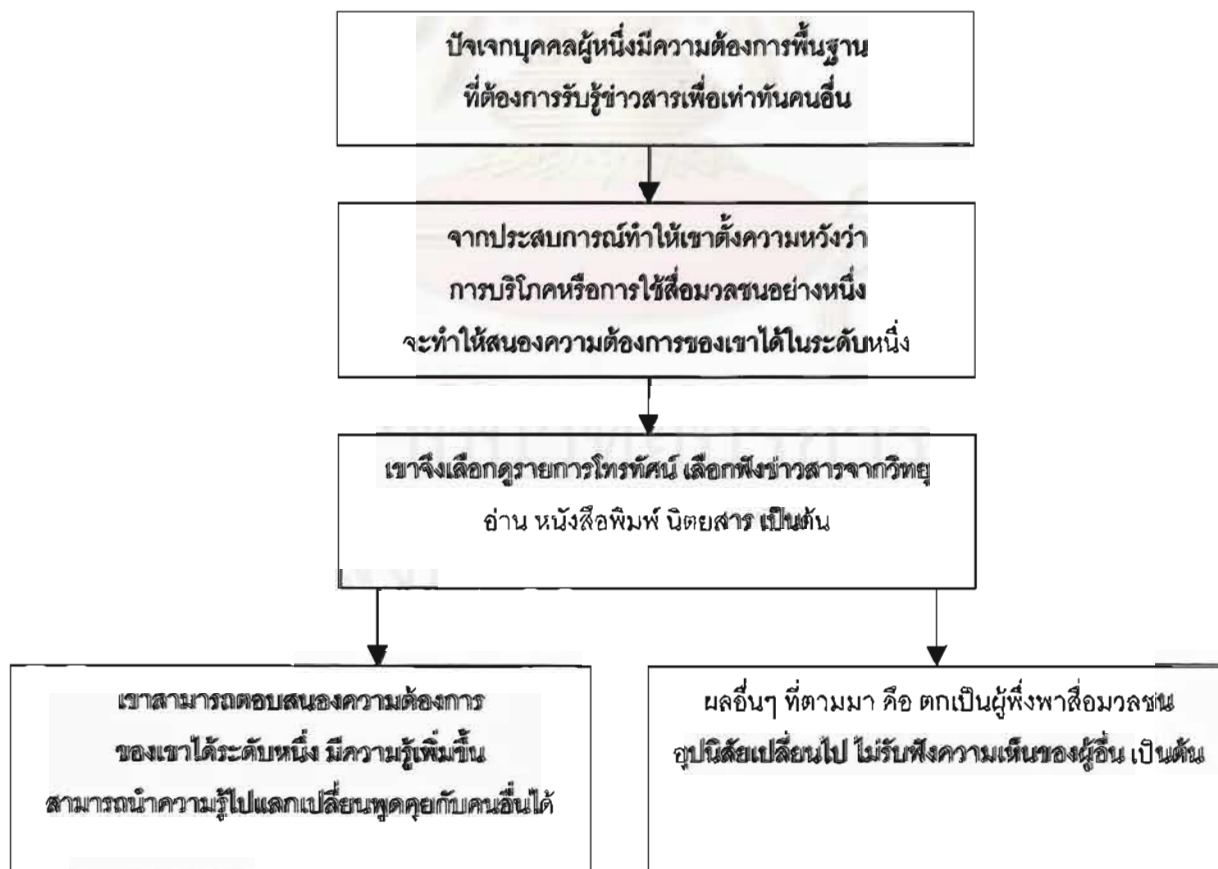 ปัจเจกบุคคลผู้หนึ่งมีความต้องการพื้นฐาน
ที่ต้องการรับรู้ข่าวสารเพื่อเท่าทันคนอื่น
จากประสบการณ์ทำให้เขาตั้งความหวังว่า
การบริโภคหรือการใช้สื่อมวลชนอย่างหนึ่ง
จะทำให้สนองความต้องการของเขาได้ในระดับหนึ่ง
เขาจึงเลือกดูรายการโทรทัศน์ เลือกฟังข่าวสารจากวิทยุ
อ่าน หนังสือพิมพ์ นิตยสาร เป็นต้น
เขาสามารถตอบสนองความต้องการ
ของเขาได้ระดับหนึ่ง มีความรู้เพิ่มขึ้น
สามารถนำความรู้ไปแลกเปลี่ยนพูดคุยกับคนอื่นได้
ผลอื่นๆ ที่ตามมา คือ ตกเป็นผู้พึ่งพาสื่อมวลชน
อุปนิสัยเปลี่ยนไป ไม่รับฟังความเห็นของผู้อื่น เป็นต้น